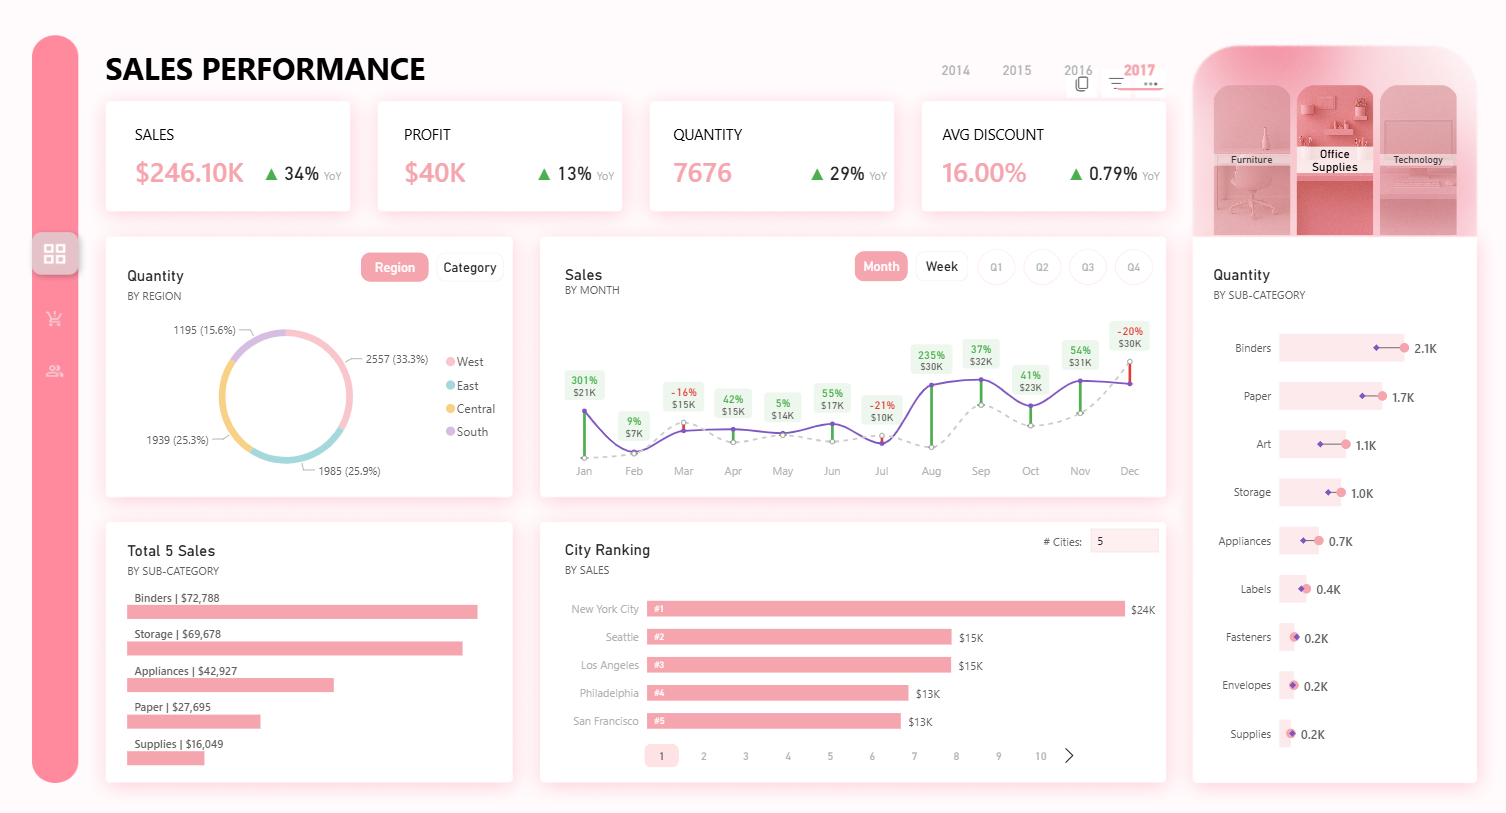 SALES PERFORMANCE
2014 2015 2016 2017
SALES
$246.10K ▲ 34% YoY
PROFIT
$40K ▲ 13% YoY
QUANTITY
7676 ▲ 29% YoY
AVG DISCOUNT
16.00% ▲ 0.79% YoY
Furniture
Office
Supplies
Technology
Quantity
BY REGION
Region Category
1195 (15.6%)
2557 (33.3%)
1939 (25.3%)
1985 (25.9%)
West
East
Central
South
Sales
BY MONTH
Month Week Q1 Q2 Q3 Q4
301%
$21K
9%
$7K
-16%
$15K
42%
$15K
5%
$14K
55%
$17K
-21%
$10K
235%
$30K
37%
$32K
41%
$23K
54%
$31K
-20%
$30K
Jan Feb Mar Apr May Jun Jul Aug Sep Oct Nov Dec
Quantity
BY SUB-CATEGORY
Binders 2.1K
Paper 1.7K
Art 1.1K
Storage 1.0K
Appliances 0.7K
Labels 0.4K
Fasteners 0.2K
Envelopes 0.2K
Supplies 0.2K
Total 5 Sales
BY SUB-CATEGORY
Binders | $72,788
Storage | $69,678
Appliances | $42,927
Paper | $27,695
Supplies | $16,049
City Ranking
BY SALES
# Cities: 5
New York City #1 $24K
Seattle #2 $15K
Los Angeles #3 $15K
Philadelphia #4 $13K
San Francisco #5 $13K
1 2 3 4 5 6 7 8 9 10